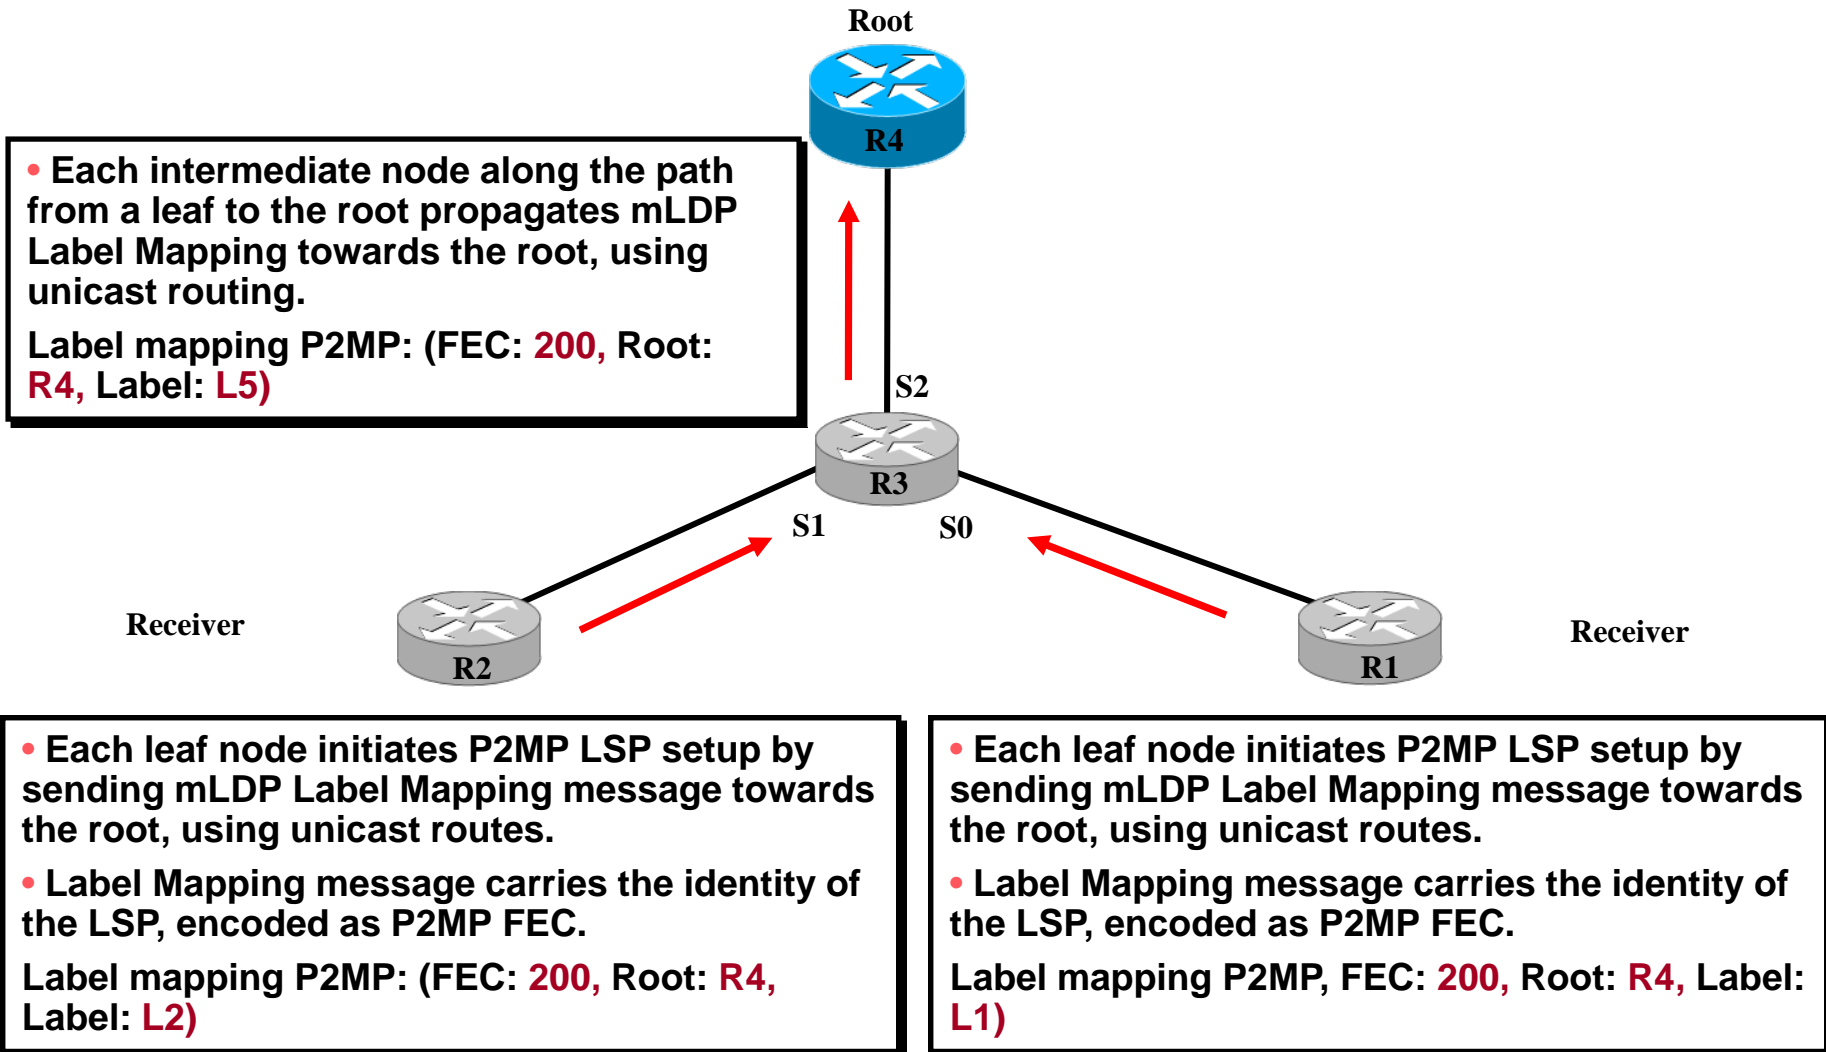 Root
R4
• Each intermediate node along the path
from a leaf to the root propagates mLDP
Label Mapping towards the root, using
unicast routing.
Label mapping P2MP: (FEC: 200, Root:
R4, Label: L5)
S2
R3
S1
S0
Receiver
R2
R1
Receiver
• Each leaf node initiates P2MP LSP setup by
sending mLDP Label Mapping message towards
the root, using unicast routes.
• Label Mapping message carries the identity of
the LSP, encoded as P2MP FEC.
Label mapping P2MP: (FEC: 200, Root: R4,
Label: L2)
• Each leaf node initiates P2MP LSP setup by
sending mLDP Label Mapping message towards
the root, using unicast routes.
• Label Mapping message carries the identity of
the LSP, encoded as P2MP FEC.
Label mapping P2MP, FEC: 200, Root: R4, Label:
L1)